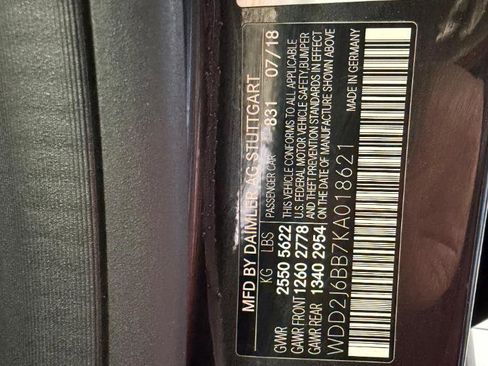 MFD BY DAIMLER AG STUTTGART
KG LBS PASSENGER CAR 831 07/18
GVWR 2550 5622 THIS VEHICLE CONFORMS TO ALL APPLICABLE
GAWR FRONT 1260 2778 U.S. FEDERAL MOTOR VEHICLE SAFETY, BUMPER
GAWR REAR 1340 2954 AND THEFT PREVENTION STANDARDS IN EFFECT
ON THE DATE OF MANUFACTURE SHOWN ABOVE
WDD2J6BB7KA018621 MADE IN GERMANY